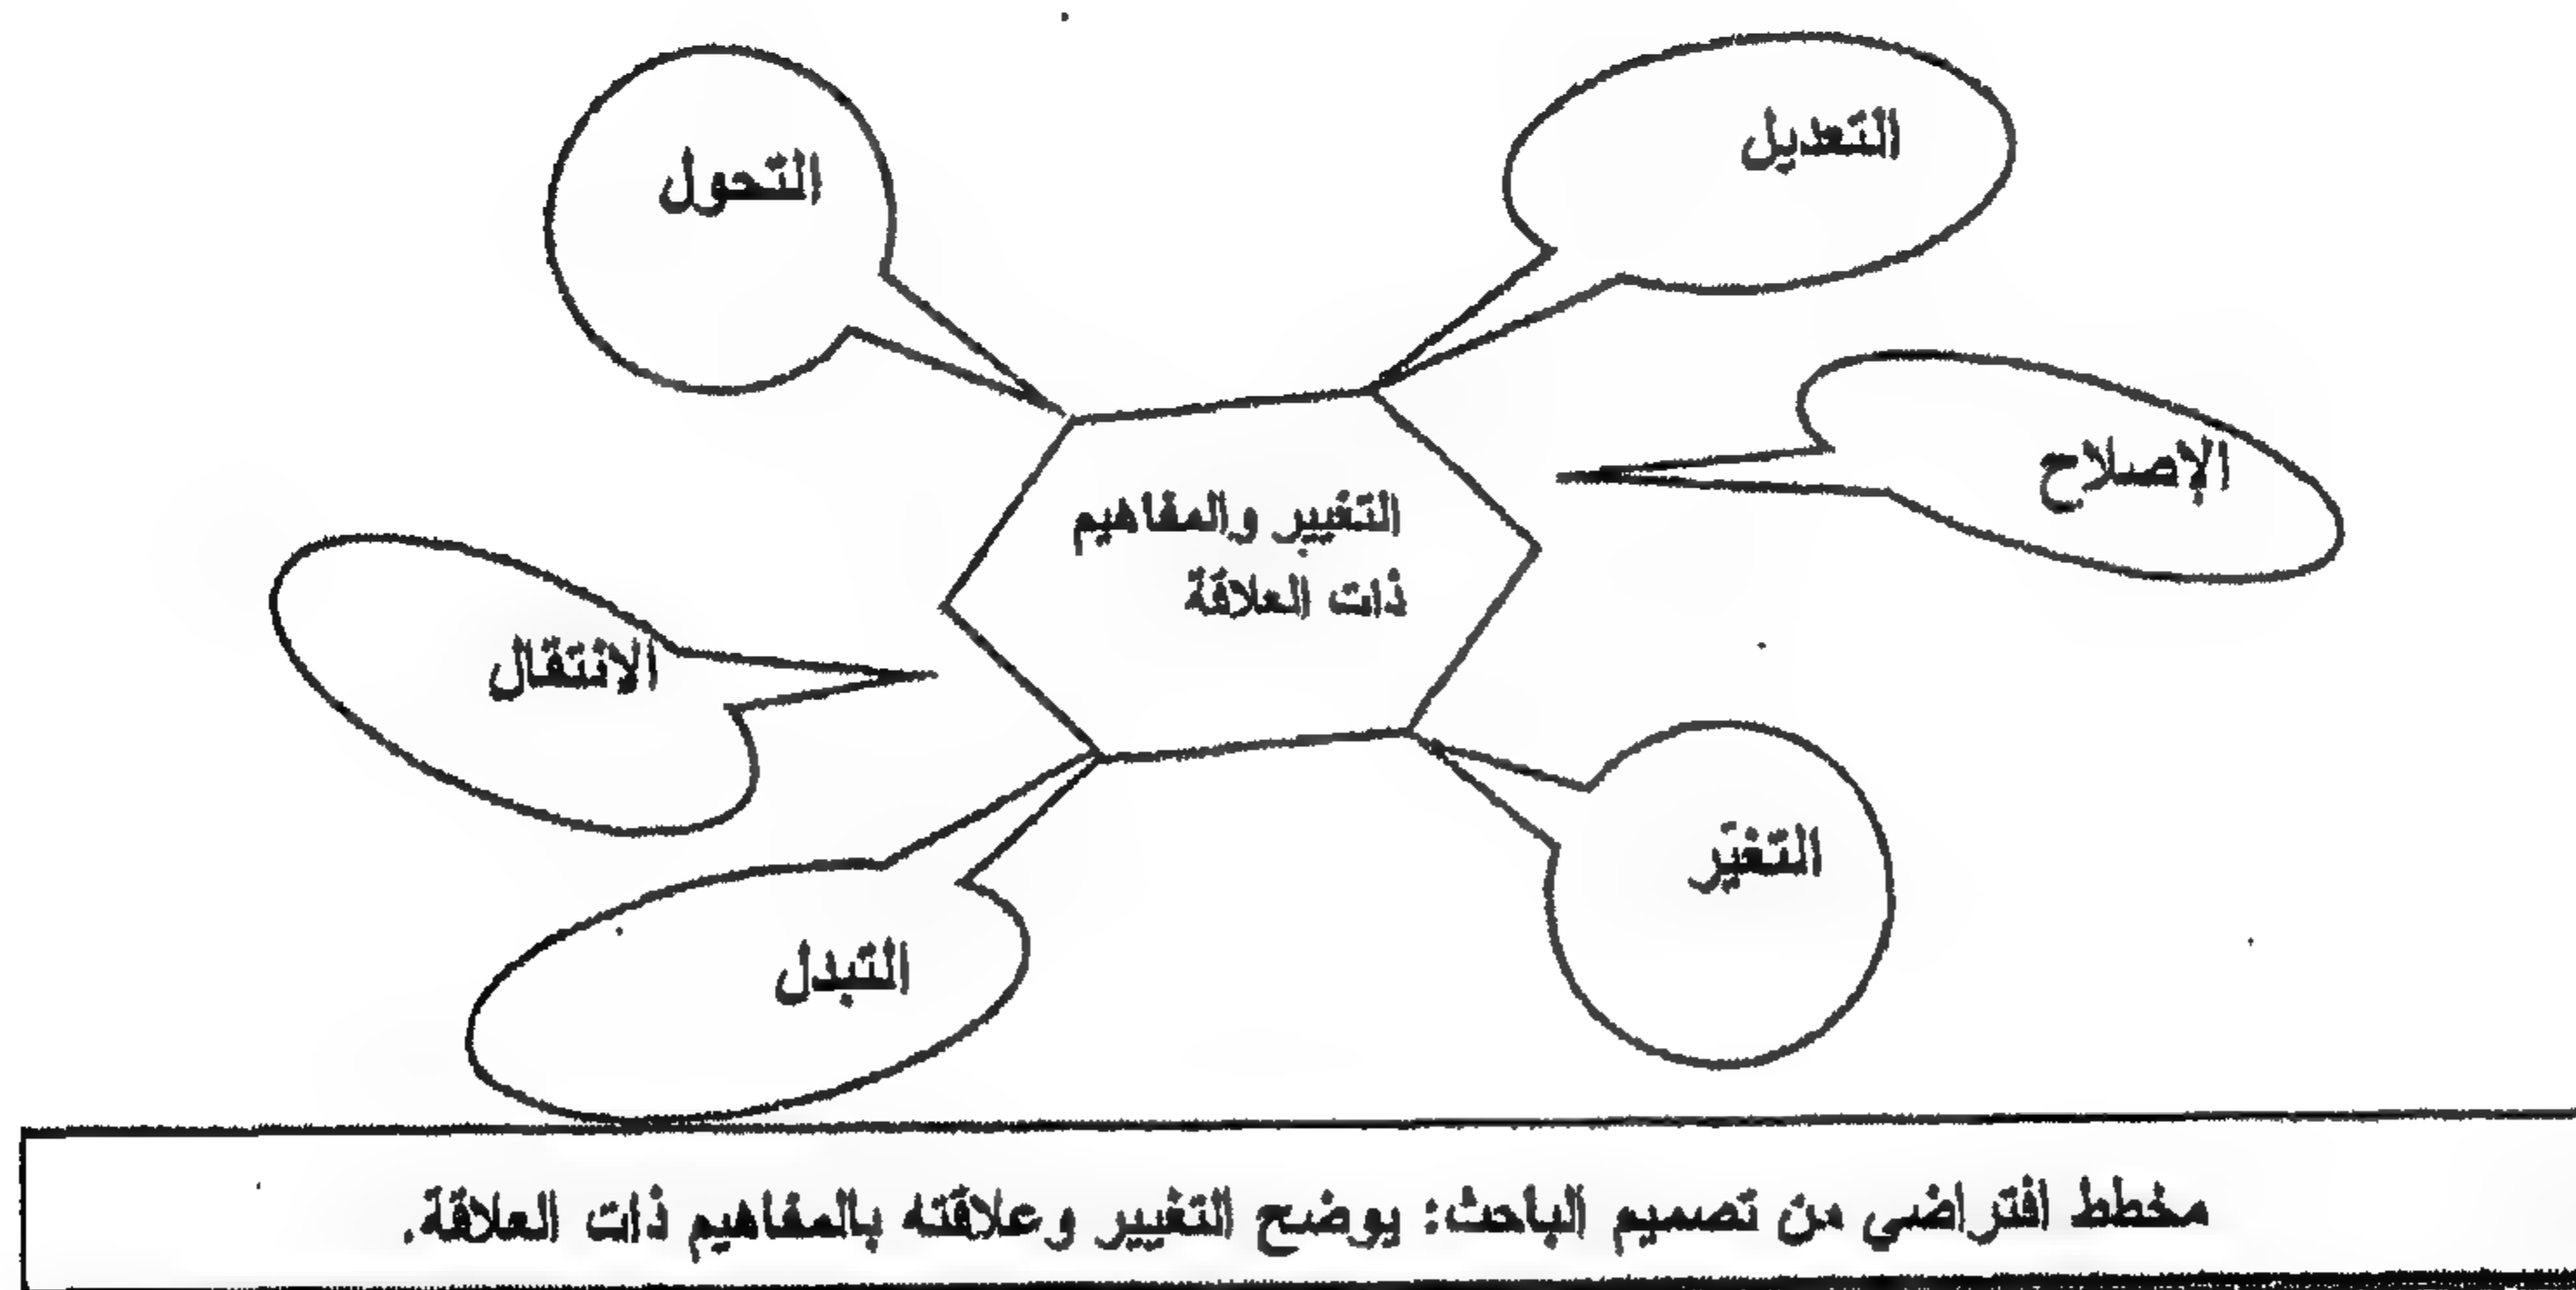 التعديل
التحول
الإصلاح
التغيير والمفاهيم
ذات العلاقة
الانتقال
التغيّر
التبدل
مخطط افتراضي من تصميم الباحث: يوضح التغيير وعلاقته بالمفاهيم ذات العلاقة.